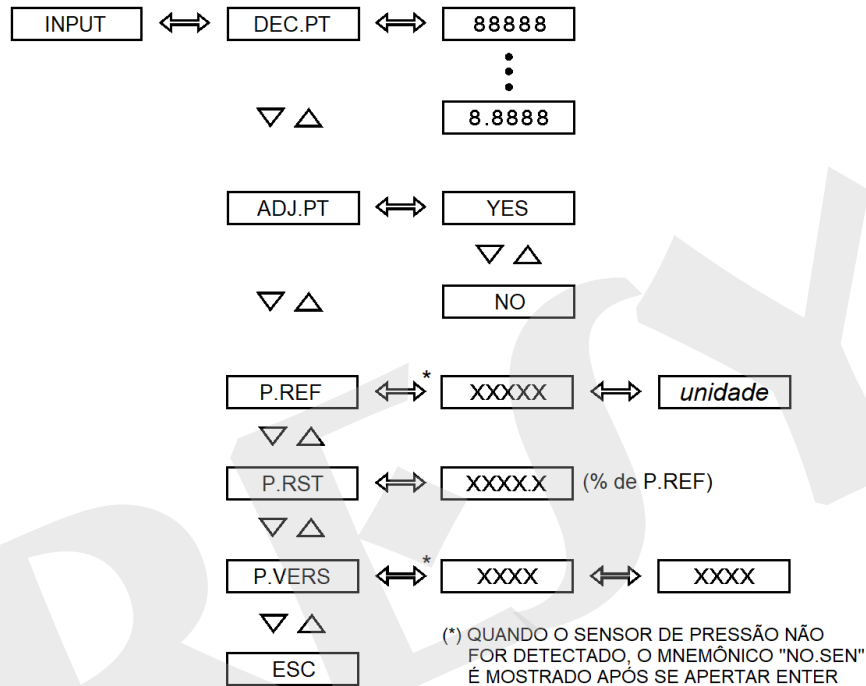 INPUT DEC.PT 88888
8.8888
ADJ.PT YES
NO
P.REF * XXXXX unidade
P.RST XXXX.X (% de P.REF)
P.VERS * XXXX XXXX
(*) QUANDO O SENSOR DE PRESSÃO NÃO
FOR DETECTADO, O MNEMÔNICO "NO.SEN"
ESC É MOSTRADO APÓS SE APERTAR ENTER
RESY